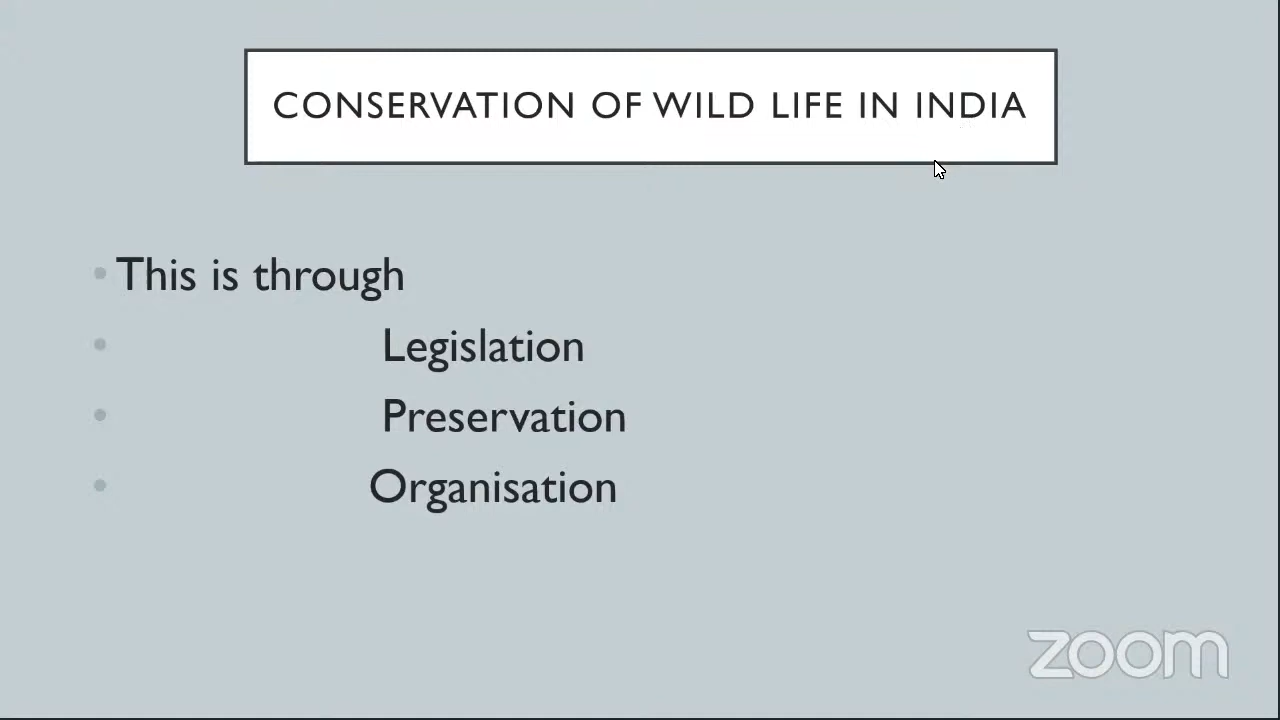 CONSERVATION OF WILD LIFE IN INDIA
• This is through
• Legislation
• Preservation
• Organisation
zoom